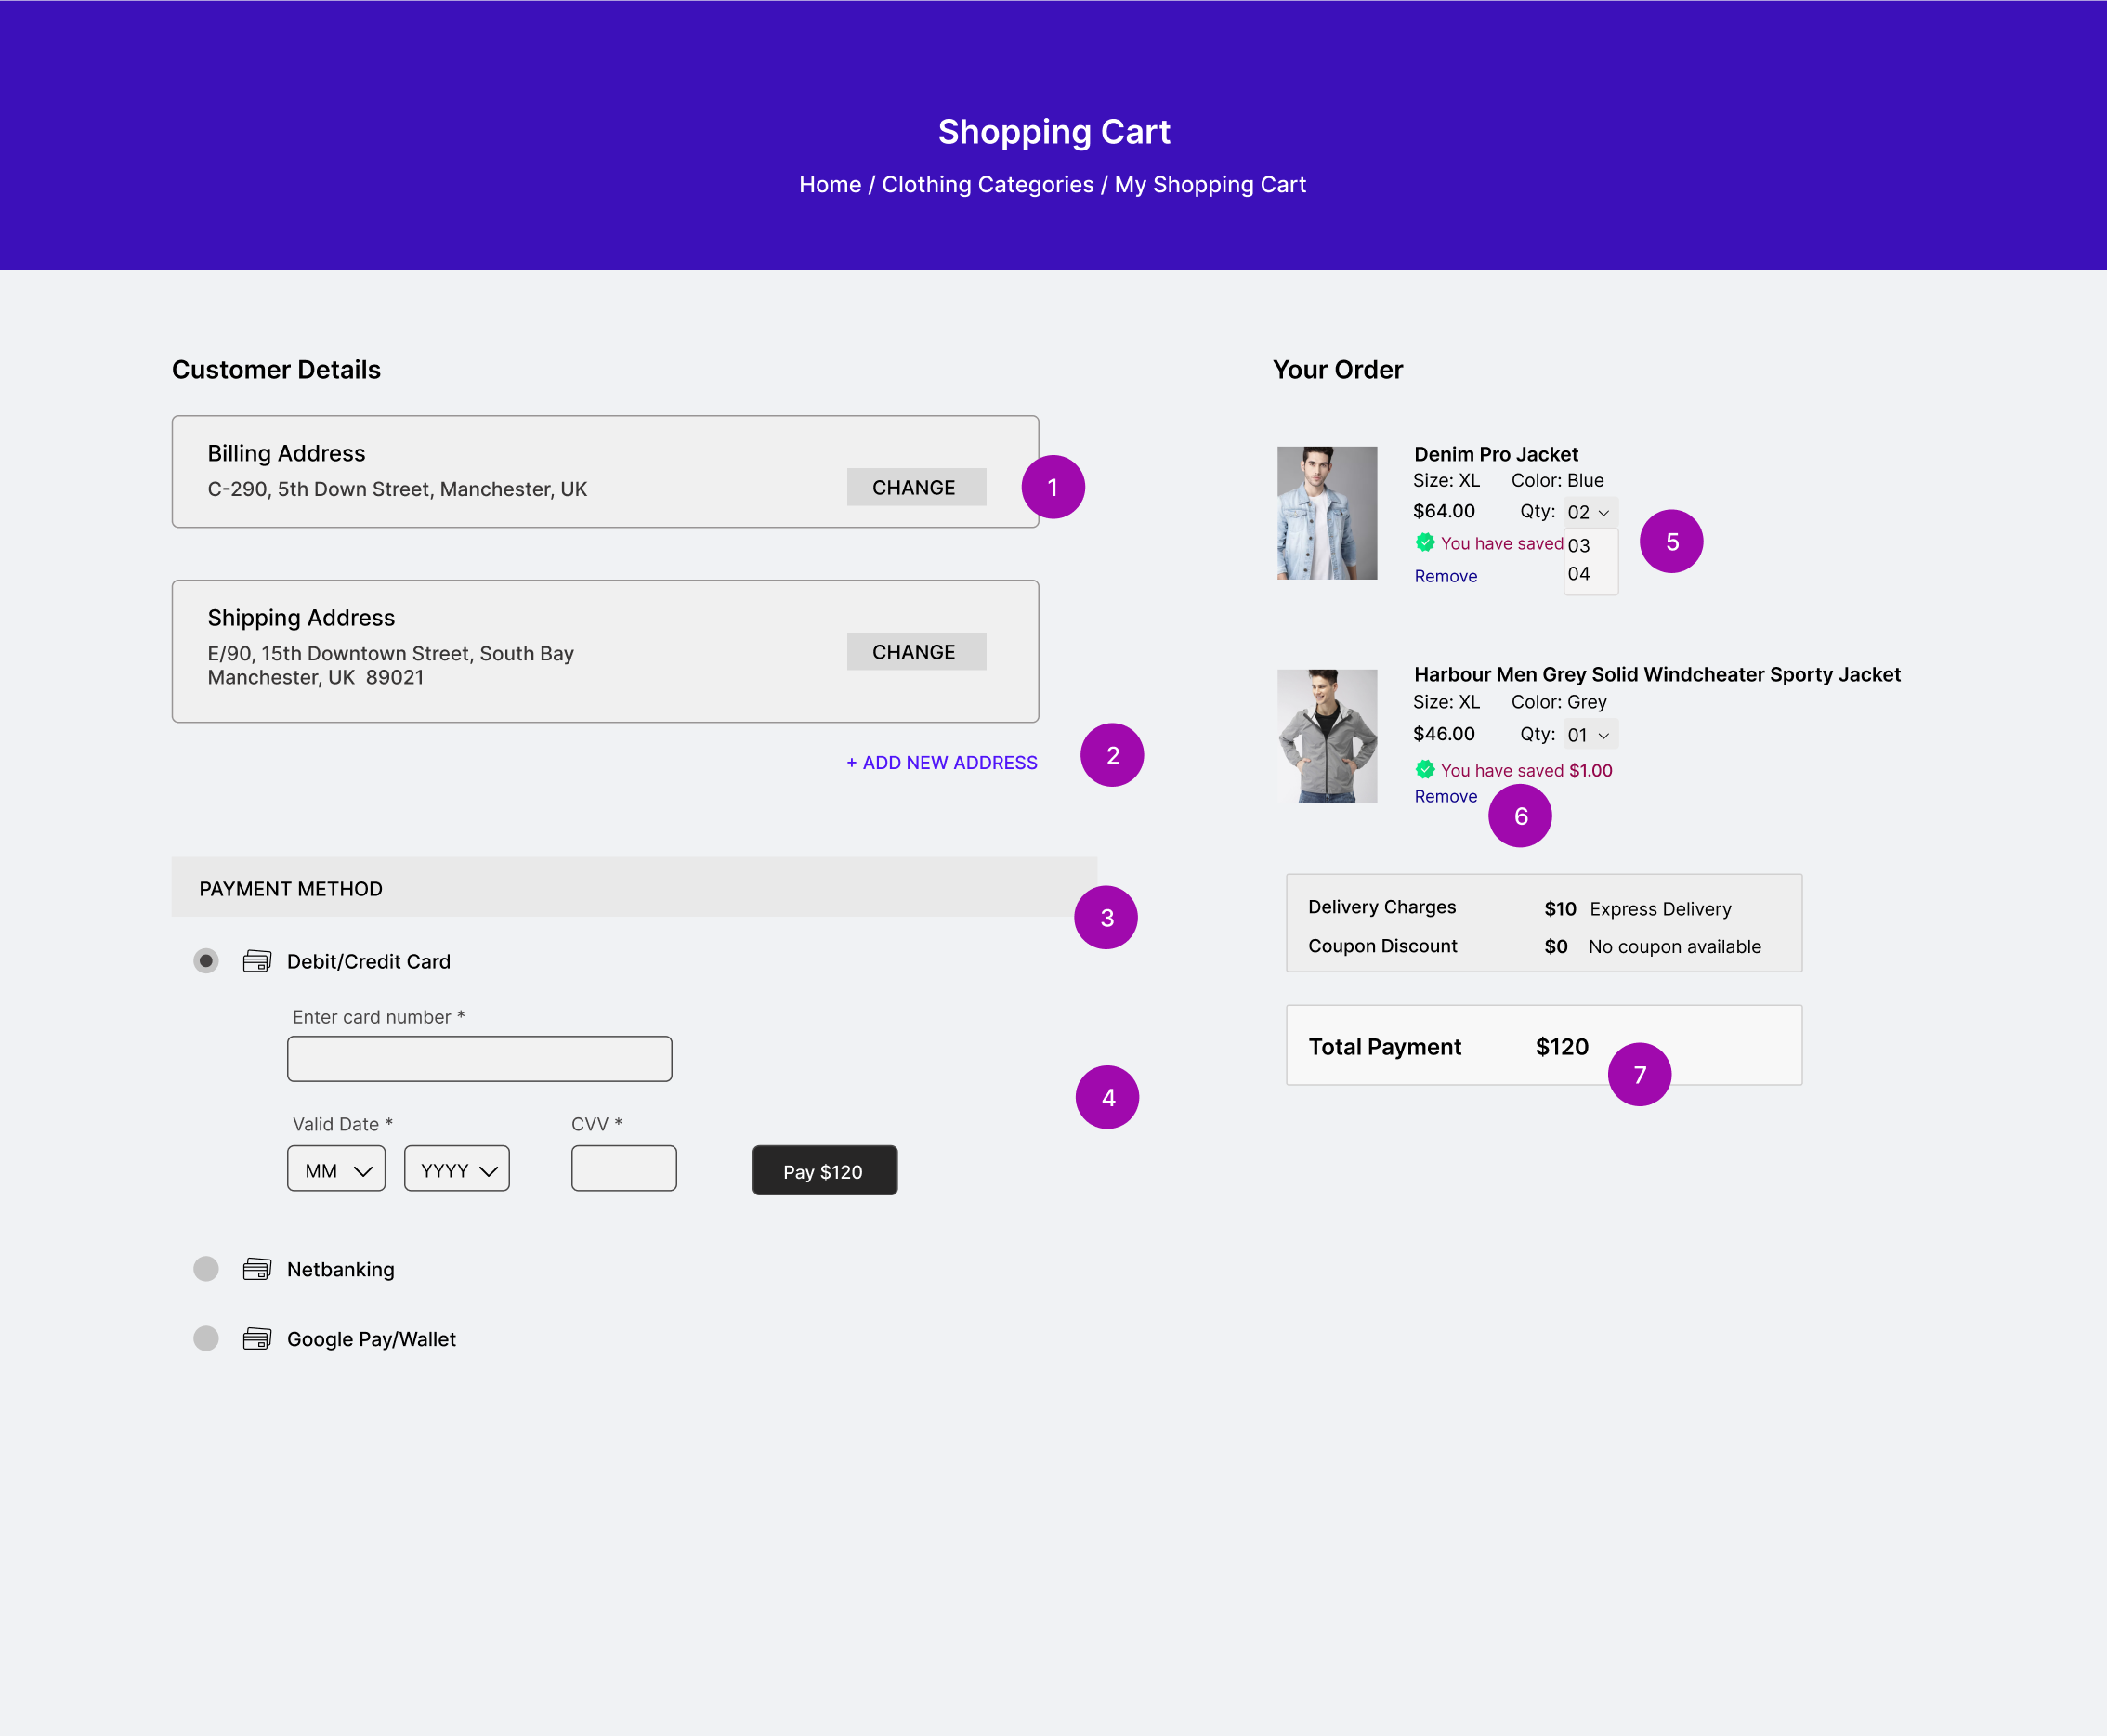 Shopping Cart
Home / Clothing Categories / My Shopping Cart
Customer Details
Billing Address
C-290, 5th Down Street, Manchester, UK
CHANGE
1
Shipping Address
E/90, 15th Downtown Street, South Bay
Manchester, UK 89021
CHANGE
+ ADD NEW ADDRESS
2
PAYMENT METHOD
3
Debit/Credit Card
Enter card number *
4
Valid Date *
CVV *
MM
YYYY
Pay $120
Netbanking
Google Pay/Wallet
Your Order
Denim Pro Jacket
Size: XL Color: Blue
$64.00 Qty: 02
You have saved
03
04
Remove
5
Harbour Men Grey Solid Windcheater Sporty Jacket
Size: XL Color: Grey
$46.00 Qty: 01
You have saved $1.00
Remove
6
Delivery Charges $10 Express Delivery
Coupon Discount $0 No coupon available
Total Payment $120
7